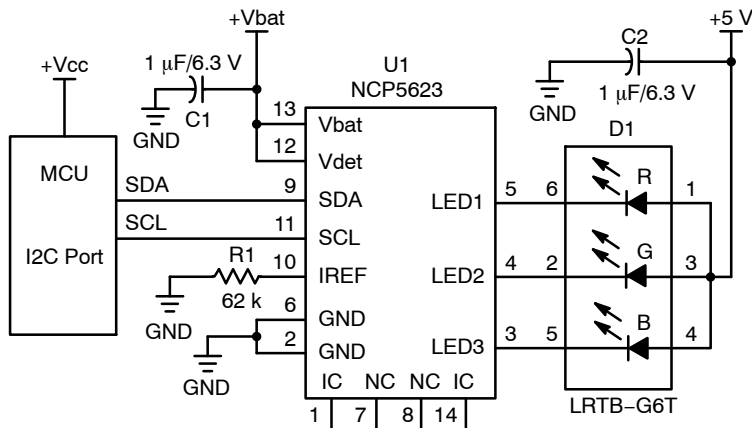 +Vbat
+5 V
C2
1 μF/6.3 V
U1
NCP5623
+Vcc
GND
C1
GND
1 μF/6.3 V
D1
13
Vbat
12
Vdet
MCU
SDA
9
SDA
LED1
5
6
R
1
SCL
11
SCL
I2C Port
R1
10
IREF
LED2
4
2
G
3
62 k
GND
6
GND
2
GND
LED3
3
5
B
4
GND
IC
NC
NC
IC
1
7
8
14
LRTB–G6T